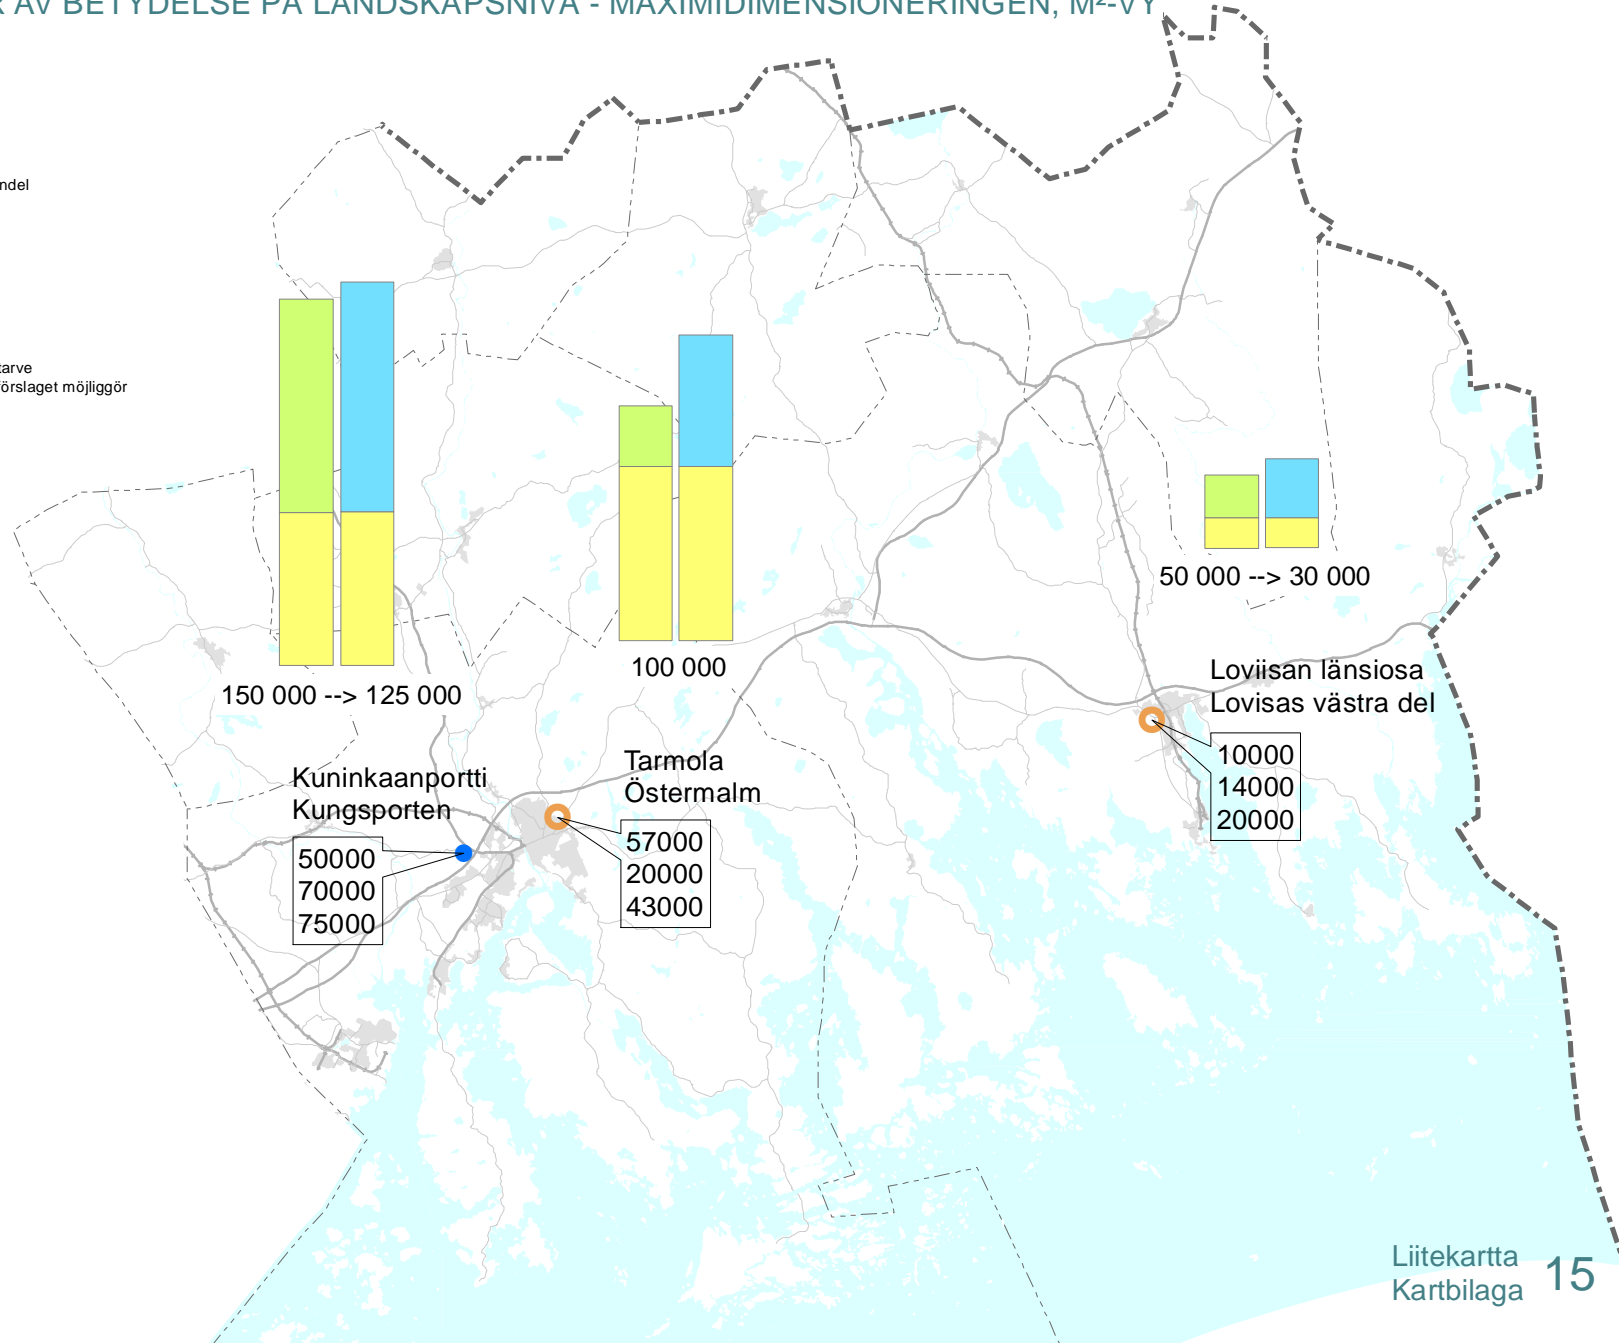 AV BETYDELSE PÅ LANDSKAPSNIVÅ - MAXIMIDIMENSIONERINGEN, M²-VY
förslaget möjliggör
150 000 --> 125 000
100 000
50 000 --> 30 000
Loviisan länsiosa
Lovisas västra del
10000
14000
20000
Tarmola
Östermalm
57000
20000
43000
Kuninkaanportti
Kungsporten
50000
70000
75000
Liitekartta
Kartbilaga
15